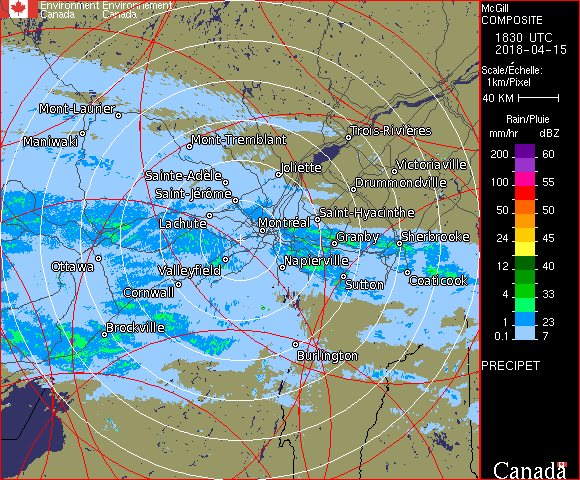 Environment Environnement
Canada Canada
McGill
COMPOSITE
1830 UTC
2018-04-15
Scale/Échelle:
1km/Pixel
40 KM
Rain/Pluie
mm/hr dBZ
200 60
100 55
50 50
24 45
12 40
8 33
4 28
2 23
0.1 7
PRECIPET
Canada
Mont-Laurier
Maniwaki
Mont-Tremblant
Trois-Rivières
Victoriaville
Joliette
Sainte-Adèle
Drummondville
Saint-Jérôme
Saint-Hyacinthe
Lachute
Montréal
Granby
Sherbrooke
Ottawa
Valleyfield
Napierville
Coaticook
Sutton
Cornwall
Brockville
Burlington